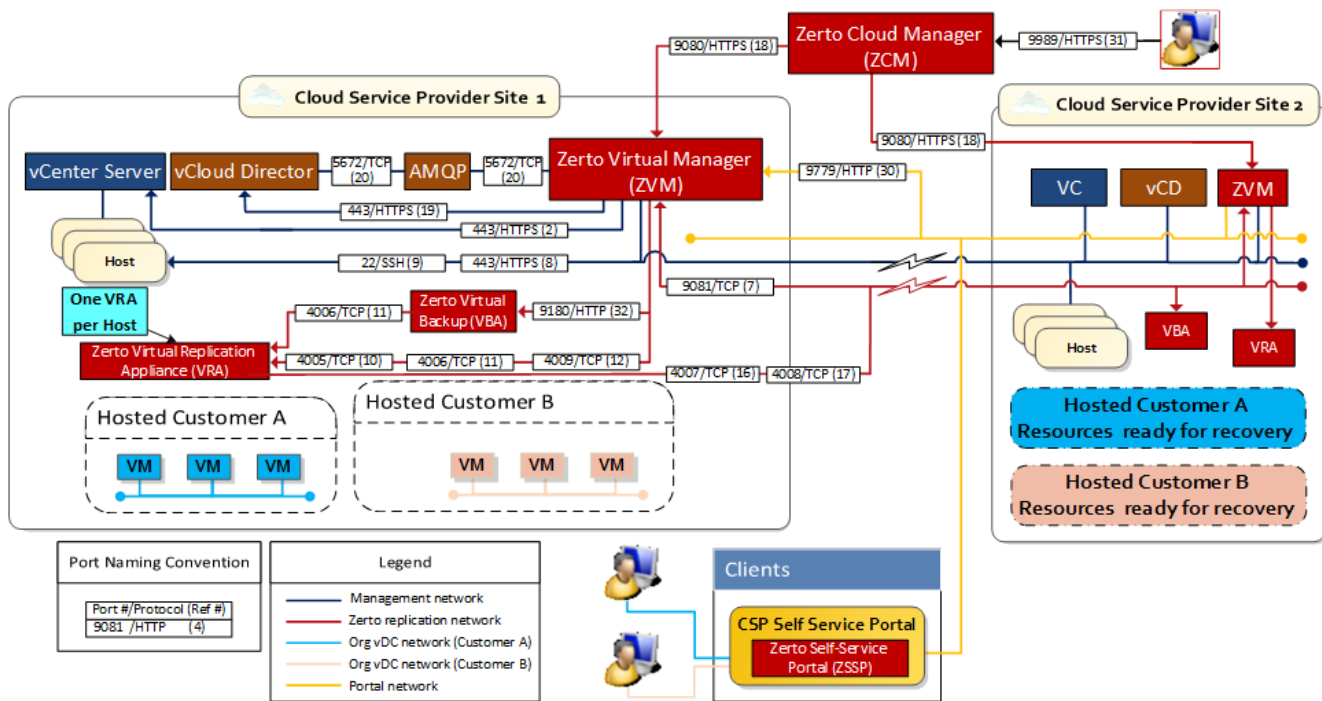 Zerto Cloud Manager
(ZCM)
9080/HTTPS (18)
9989/HTTPS (31)
Cloud Service Provider Site 1
Cloud Service Provider Site 2
9080/HTTPS (18)
vCenter Server
vCloud Director
5672/TCP
(20)
AMQP
5672/TCP
(20)
Zerto Virtual Manager
(ZVM)
9779/HTTP (30)
VC
vCD
ZVM
443/HTTPS (19)
443/HTTPS (2)
Host
22/SSH (9)
443/HTTPS (8)
9081/TCP (7)
One VRA
per Host
4006/TCP (11)
Zerto Virtual
Backup (VBA)
9180/HTTP (32)
Zerto Virtual Replication
Appliance (VRA)
4005/TCP (10)
4006/TCP (11)
4009/TCP (12)
4007/TCP (16)
4008/TCP (17)
Host
VBA
VRA
Hosted Customer A
VM
VM
VM
Hosted Customer B
VM
VM
VM
Hosted Customer A
Resources ready for recovery
Hosted Customer B
Resources ready for recovery
Port Naming Convention
Port #/Protocol (Ref #)
9081 /HTTP (4)
Legend
Management network
Zerto replication network
Org vDC network (Customer A)
Org vDC network (Customer B)
Portal network
Clients
CSP Self Service Portal
Zerto Self-Service
Portal (ZSSP)